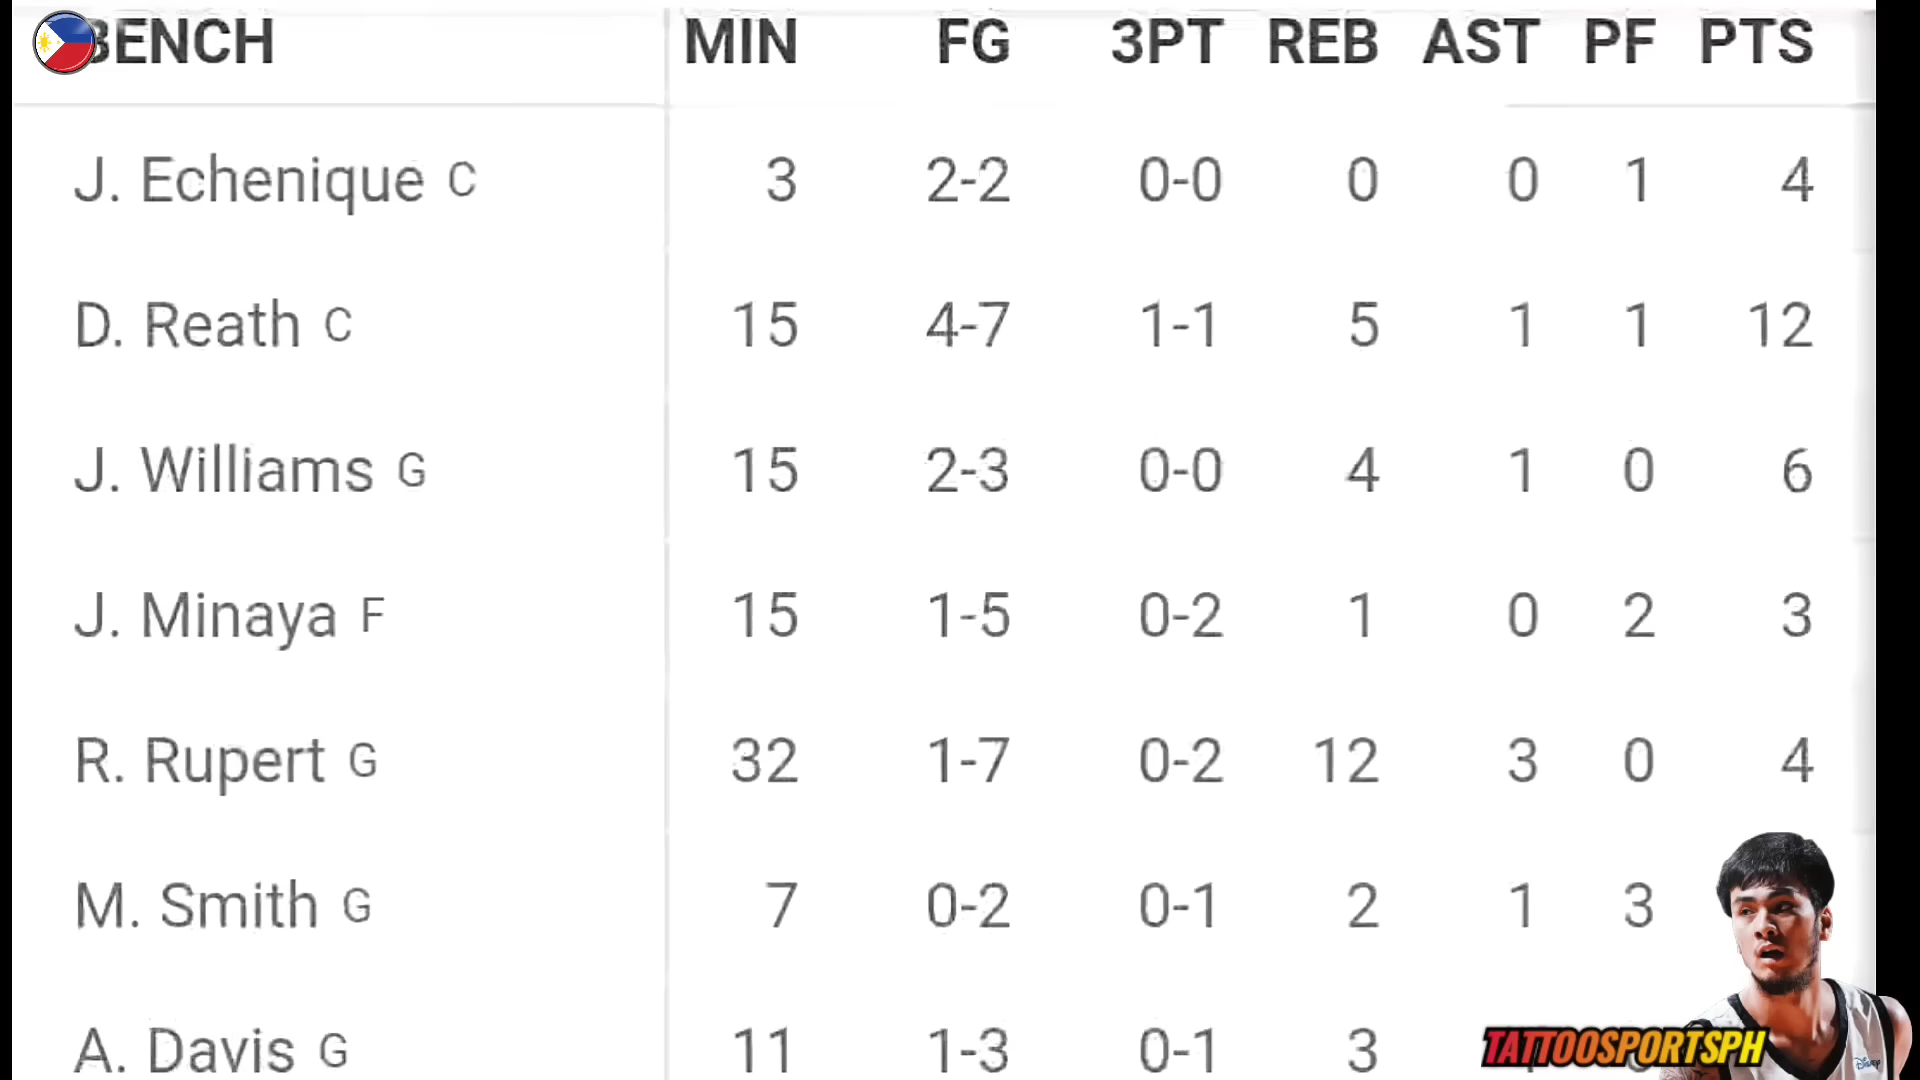 BENCH MIN FG 3PT REB AST PF PTS
J. Echenique C 3 2-2 0-0 0 0 1 4
D. Reath C 15 4-7 1-1 5 1 1 12
J. Williams G 15 2-3 0-0 4 1 0 6
J. Minaya F 15 1-5 0-2 1 0 2 3
R. Rupert G 32 1-7 0-2 12 3 0 4
M. Smith G 7 0-2 0-1 2 1 3
A. Davis G 11 1-3 0-1 3
TATTOOSPORTSPH